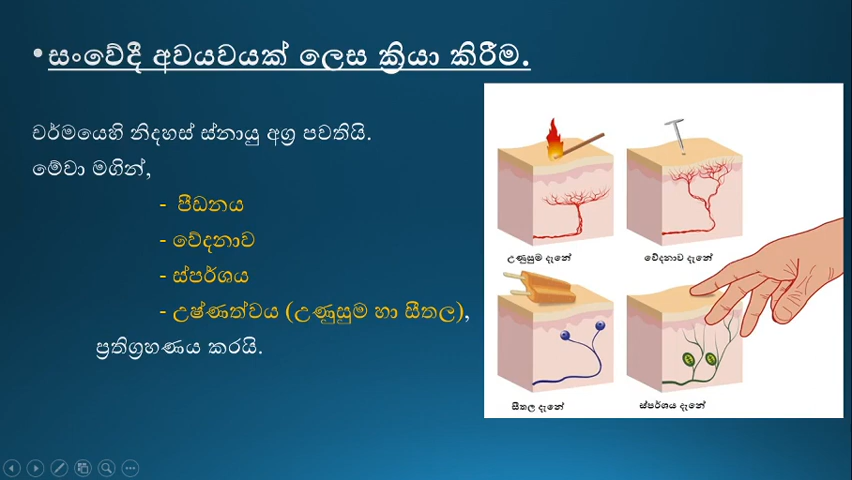 • සංවේදී අවයවයක් ලෙස ක්‍රියා කිරීම.
චර්මයෙහි නිදහස් ස්නායු අග්‍ර පවතියි.
මේවා මගින්,
- පීඩනය
- වේදනාව
- ස්පර්ශය
- උෂ්ණත්වය (උණුසුම හා සීතල),
ප්‍රතිග්‍රහණය කරයි.
උණුසුම දැනේ
වේදනාව දැනේ
සීතල දැනේ
ස්පර්ශය දැනේ